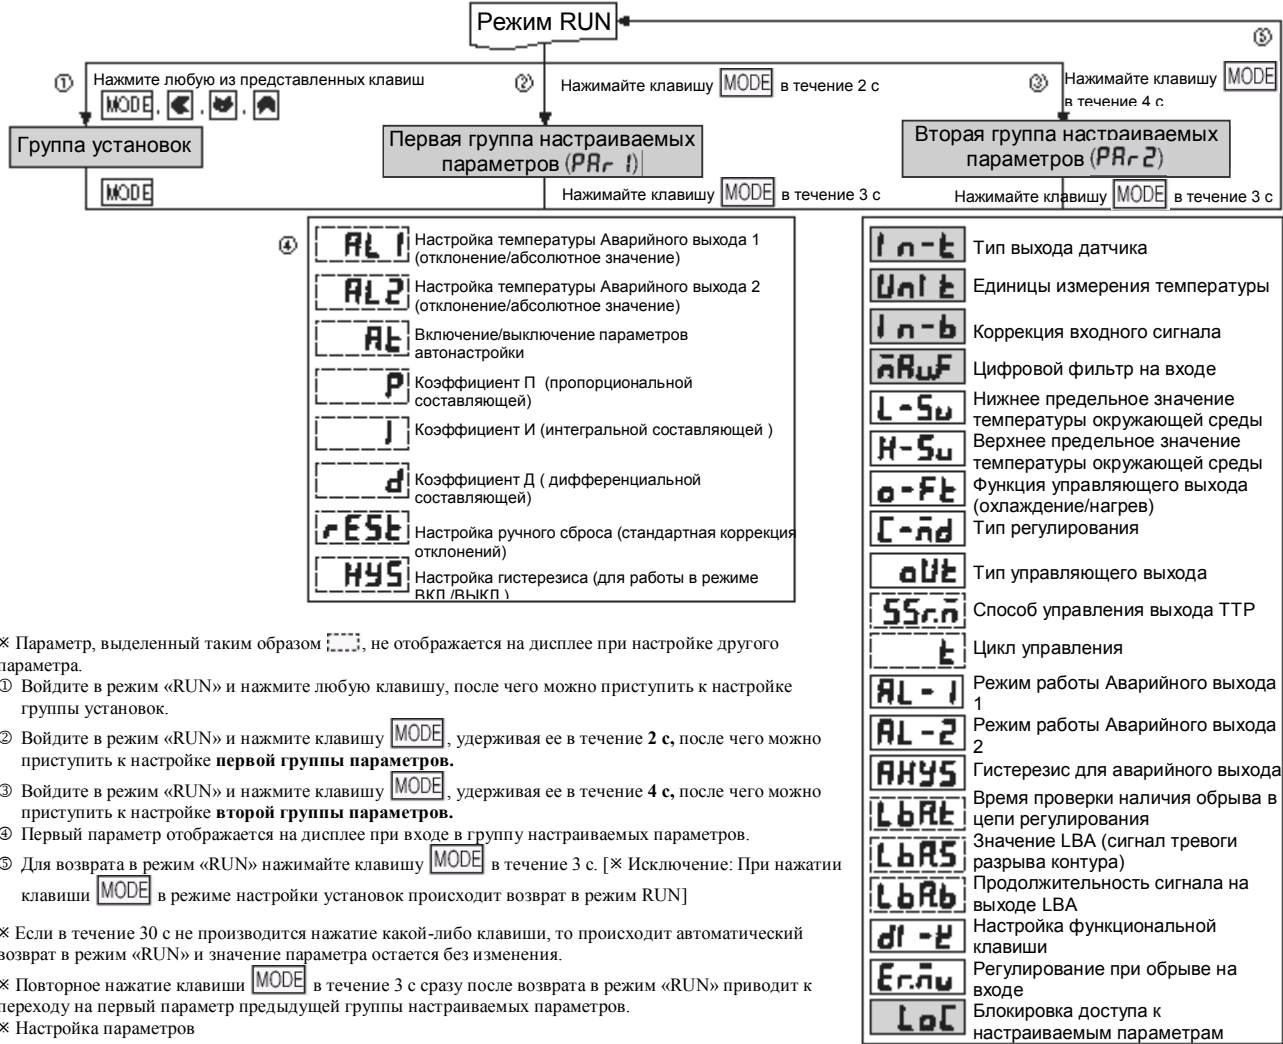 Режим RUN
⑤
①
Нажмите любую из представленных клавиш
MODE, , ,
②
Нажимайте клавишу MODE в течение 2 с
③
Нажимайте клавишу MODE
в течение 4 с
Группа установок
Первая группа настраиваемых
параметров (PAr 1)
Вторая группа настраиваемых
параметров (PAr 2)
MODE
Нажимайте клавишу MODE в течение 3 с
Нажимайте клавишу MODE в течение 3 с
④
AL 1 Настройка температуры Аварийного выхода 1
(отклонение/абсолютное значение)
AL2 Настройка температуры Аварийного выхода 2
(отклонение/абсолютное значение)
At Включение/выключение параметров
автонастройки
P Коэффициент П (пропорциональной
составляющей)
I Коэффициент И (интегральной составляющей )
d Коэффициент Д ( дифференциальной
составляющей)
rESt Настройка ручного сброса (стандартная коррекция
отклонений)
HYS Настройка гистерезиса (для работы в режиме
ВКЛ./ВЫКЛ.)
In-t Тип выхода датчика
UnIt Единицы измерения температуры
In-b Коррекция входного сигнала
mAvF Цифровой фильтр на входе
L-Sv Нижнее предельное значение
температуры окружающей среды
H-Sv Верхнее предельное значение
температуры окружающей среды
o-Ft Функция управляющего выхода
(охлаждение/нагрев)
C-md Тип регулирования
oUt Тип управляющего выхода
SSr.m Способ управления выхода ТТР
t Цикл управления
AL-1 Режим работы Аварийного выхода
1
AL-2 Режим работы Аварийного выхода
2
AHYS Гистерезис для аварийного выхода
LbAt Время проверки наличия обрыва в
цепи регулирования
LbAS Значение LBA (сигнал тревоги
разрыва контура)
LbAb Продолжительность сигнала на
выходе LBA
dI-k Настройка функциональной
клавиши
Er.mv Регулирование при обрыве на
входе
LoC Блокировка доступа к
настраиваемым параметрам
※ Параметр, выделенный таким образом , не отображается на дисплее при настройке другого
параметра.
① Войдите в режим «RUN» и нажмите любую клавишу, после чего можно приступить к настройке
группы установок.
② Войдите в режим «RUN» и нажмите клавишу MODE, удерживая ее в течение 2 с, после чего можно
приступить к настройке первой группы параметров.
③ Войдите в режим «RUN» и нажмите клавишу MODE, удерживая ее в течение 4 с, после чего можно
приступить к настройке второй группы параметров.
④ Первый параметр отображается на дисплее при входе в группу настраиваемых параметров.
⑤ Для возврата в режим «RUN» нажимайте клавишу MODE в течение 3 с. [※ Исключение: При нажатии
клавиши MODE в режиме настройки установок происходит возврат в режим RUN]
※ Если в течение 30 с не производится нажатие какой-либо клавиши, то происходит автоматический
возврат в режим «RUN» и значение параметра остается без изменения.
※ Повторное нажатие клавиши MODE в течение 3 с сразу после возврата в режим «RUN» приводит к
переходу на первый параметр предыдущей группы настраиваемых параметров.
※ Настройка параметров